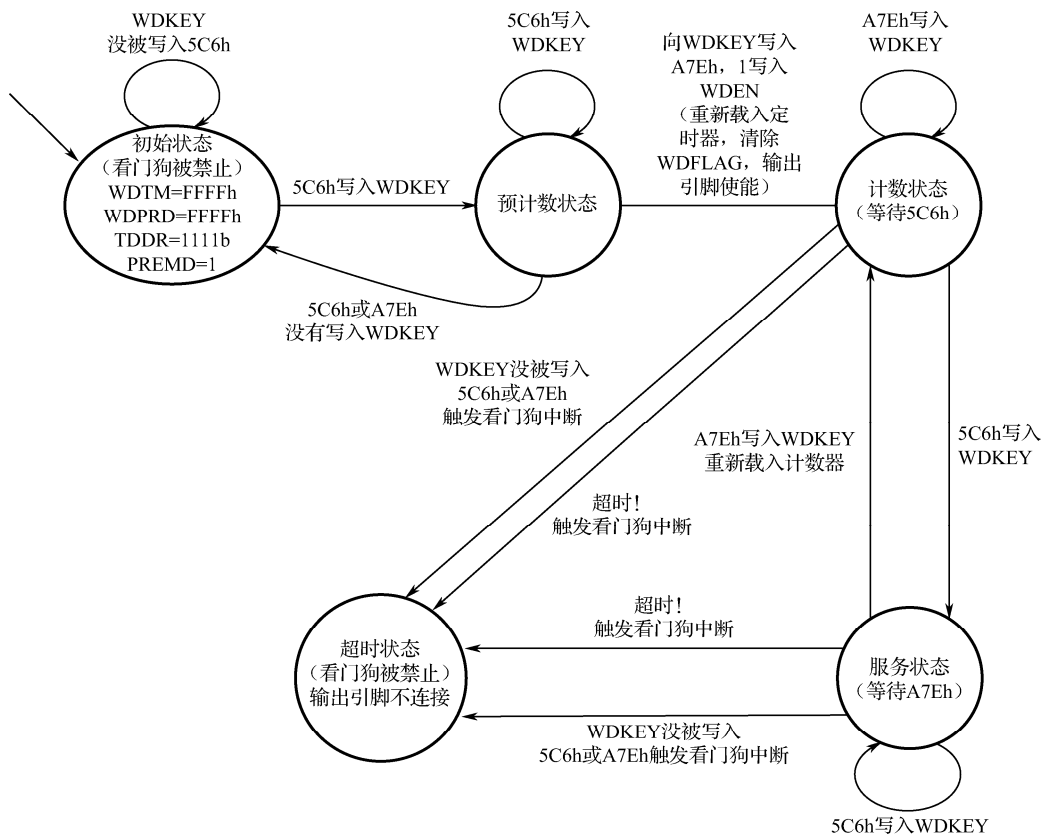 WDKEY
没被写入5C6h
初始状态
（看门狗被禁止）
WDTM=FFFFh
WDPRD=FFFFh
TDDR=1111b
PREMD=1
5C6h写入WDKEY
5C6h写入
WDKEY
预计数状态
向WDKEY写入
A7Eh，1写入
WDEN
（重新载入定
时器，清除
WDFLAG，输出
引脚使能）
A7Eh写入
WDKEY
计数状态
（等待5C6h）
5C6h或A7Eh
没有写入WDKEY
WDKEY没被写入
5C6h或A7Eh
触发看门狗中断
超时！
触发看门狗中断
A7Eh写入WDKEY
重新载入计数器
5C6h写入
WDKEY
超时状态
（看门狗被禁止）
输出引脚不连接
超时！
触发看门狗中断
服务状态
（等待A7Eh）
WDKEY没被写入
5C6h或A7Eh触发看门狗中断
5C6h写入WDKEY